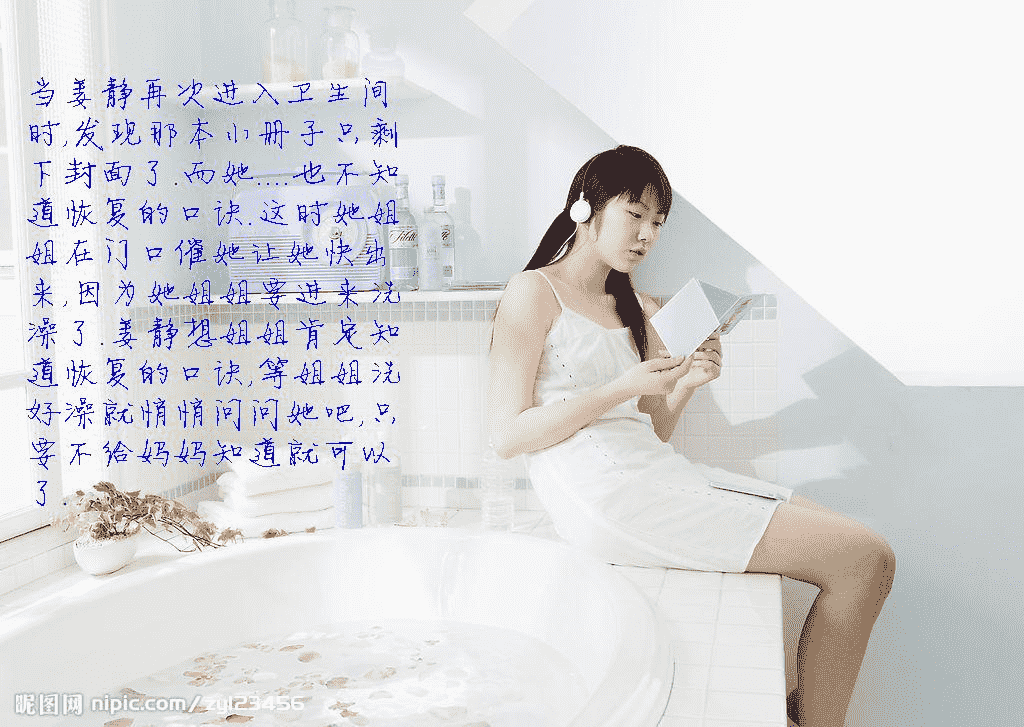 当姜静再次进入卫生间
时,发现那本小册子只剩
下封面了.而她....也不知
道恢复的口诀.这时她姐
姐在门口催她让她快出
来,因为她姐姐要进来洗
澡了.姜静想姐姐肯定知
道恢复的口诀,等姐姐洗
好澡就悄悄问问她吧,只
要不给妈妈知道就可以
了
昵图网 nipic.com/zyl23456